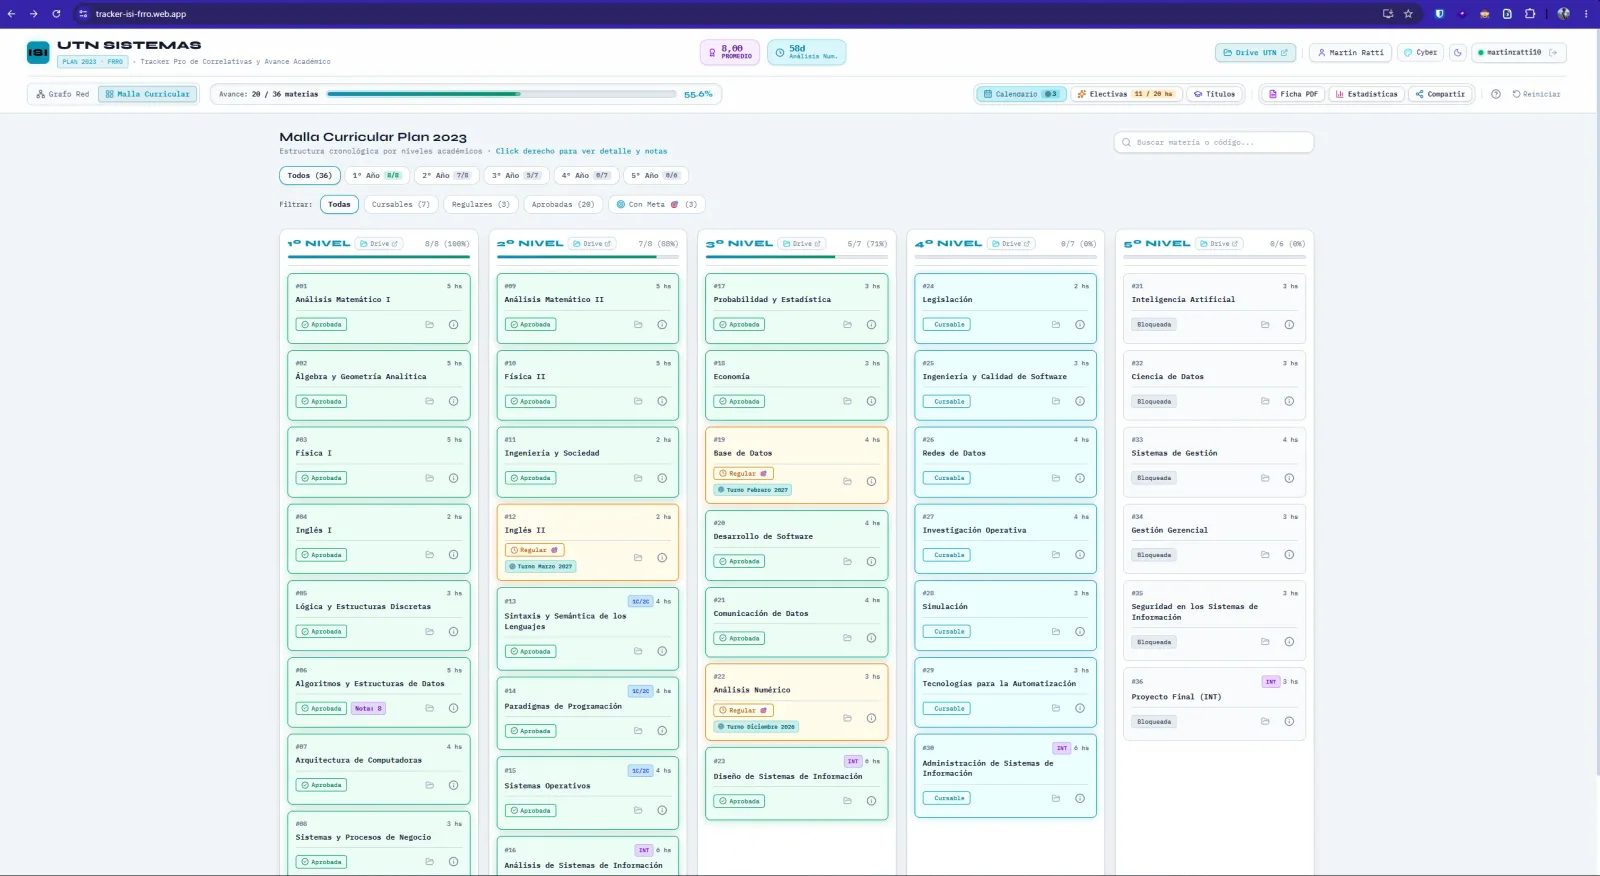 tracker-isi-frro.web.app
ISI
UTN SISTEMAS
PLAN 2023 · FRRO
• Tracker Pro de Correlativas y Avance Académico
8,00
PROMEDIO
58d
Análisis Num.
Drive UTN
Martin Ratti
Cyber
martinratti10
Grafo Red
Malla Curricular
Avance: 20 / 36 materias
55.6%
Calendario 3
Electivas 11 / 20 hs
Títulos
Ficha PDF
Estadísticas
Compartir
Reiniciar
Malla Curricular Plan 2023
Estructura cronológica por niveles académicos · Click derecho para ver detalle y notas
Buscar materia o código...
Todos (36)
1° Año 8/8
2° Año 7/8
3° Año 5/7
4° Año 0/7
5° Año 0/6
Filtrar:
Todas
Cursables (7)
Regulares (3)
Aprobadas (20)
Con Meta 🎯 (3)
1º NIVEL Drive 8/8 (100%)
#01 5 hs
Análisis Matemático I
Aprobada
#02 5 hs
Álgebra y Geometría Analítica
Aprobada
#03 5 hs
Física I
Aprobada
#04 2 hs
Inglés I
Aprobada
#05 3 hs
Lógica y Estructuras Discretas
Aprobada
#06 5 hs
Algoritmos y Estructuras de Datos
Aprobada Nota: 8
#07 4 hs
Arquitectura de Computadoras
Aprobada
#08 3 hs
Sistemas y Procesos de Negocio
Aprobada
2º NIVEL Drive 7/8 (88%)
#09 5 hs
Análisis Matemático II
Aprobada
#10 5 hs
Física II
Aprobada
#11 2 hs
Ingeniería y Sociedad
Aprobada
#12 2 hs
Inglés II
Regular 🎯
Turno Marzo 2027
#13 1C/2C 4 hs
Sintaxis y Semántica de los
Lenguajes
Aprobada
#14 1C/2C 4 hs
Paradigmas de Programación
Aprobada
#15 1C/2C 4 hs
Sistemas Operativos
Aprobada
#16 INT 6 hs
Análisis de Sistemas de Información
3º NIVEL Drive 5/7 (71%)
#17 3 hs
Probabilidad y Estadística
Aprobada
#18 3 hs
Economía
Aprobada
#19 4 hs
Base de Datos
Regular 🎯
Turno Febrero 2027
#20 4 hs
Desarrollo de Software
Aprobada
#21 4 hs
Comunicación de Datos
Aprobada
#22 3 hs
Análisis Numérico
Regular 🎯
Turno Diciembre 2026
#23 INT 6 hs
Diseño de Sistemas de Información
Aprobada
4º NIVEL Drive 0/7 (0%)
#24 2 hs
Legislación
Cursable
#25 3 hs
Ingeniería y Calidad de Software
Cursable
#26 4 hs
Redes de Datos
Cursable
#27 4 hs
Investigación Operativa
Cursable
#28 3 hs
Simulación
Cursable
#29 3 hs
Tecnologías para la Automatización
Cursable
#30 INT 6 hs
Administración de Sistemas de
Información
Cursable
5º NIVEL Drive 0/6 (0%)
#31 3 hs
Inteligencia Artificial
Bloqueada
#32 3 hs
Ciencia de Datos
Bloqueada
#33 4 hs
Sistemas de Gestión
Bloqueada
#34 3 hs
Gestión Gerencial
Bloqueada
#35 3 hs
Seguridad en los Sistemas de
Información
Bloqueada
#36 INT 3 hs
Proyecto Final (INT)
Bloqueada